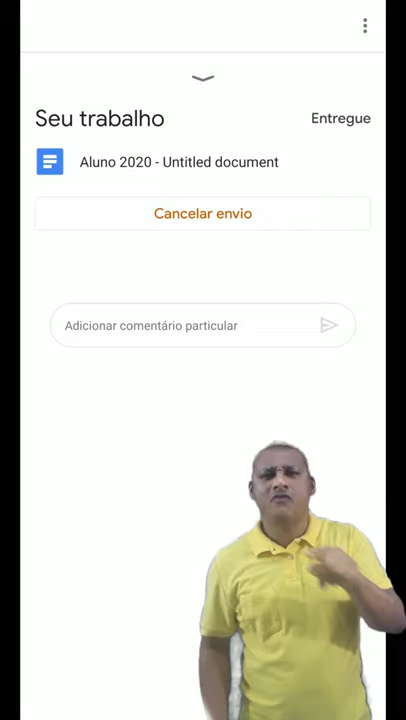 Seu trabalho
Entregue
Aluno 2020 - Untitled document
Cancelar envio
Adicionar comentário particular